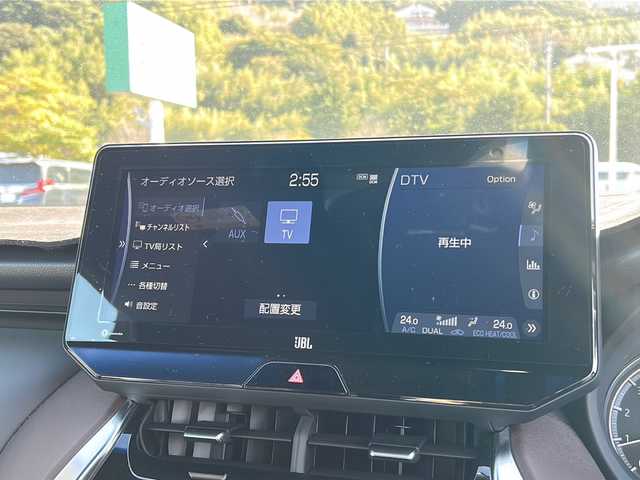 オーディオソース選択
2:55
DCM
オーディオ選択
チャンネルリスト
TV局リスト
メニュー
各種切替
音設定
AUX
TV
配置変更
DTV
Option
再生中
24.0
24.0
A/C DUAL ECO HEAT/COOL
JBL
1
2